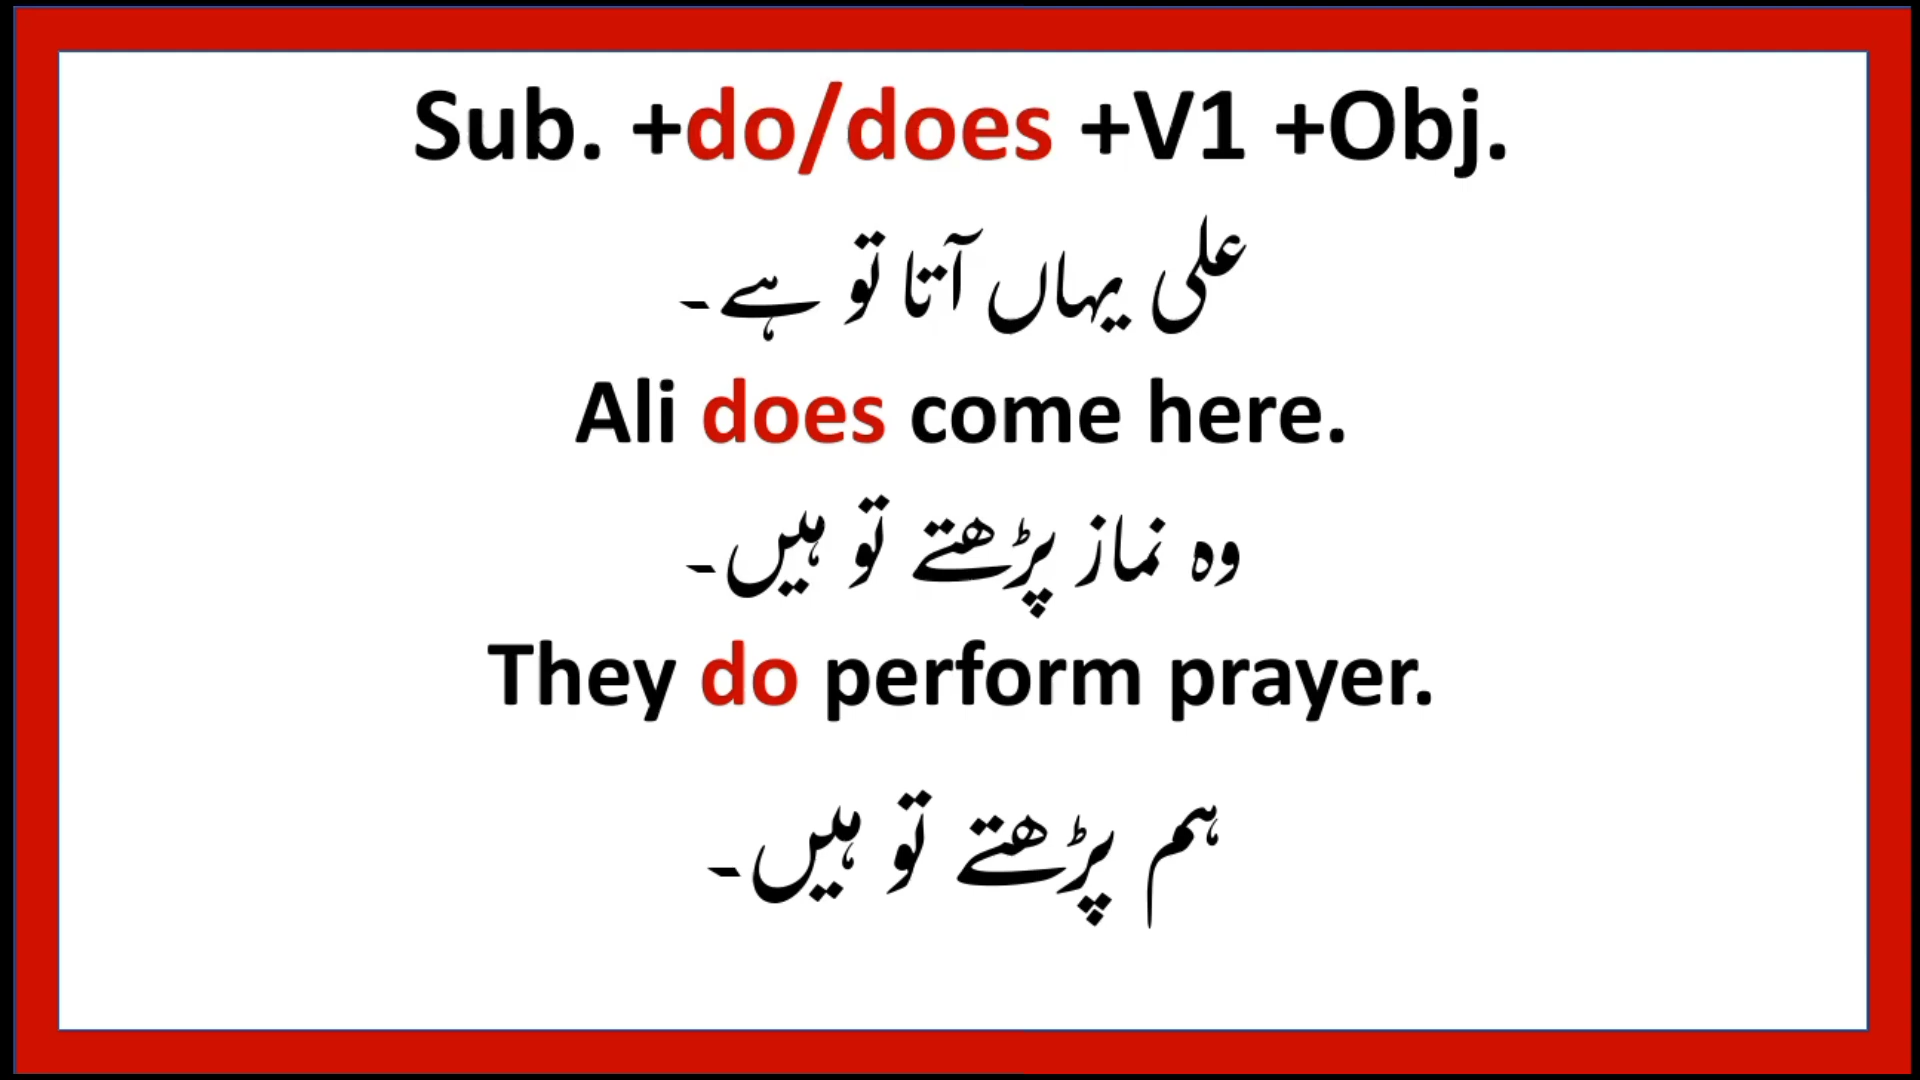 Sub. +do/does +V1 +Obj.
علی یہاں آتا تو ہے۔
Ali does come here.
وہ نماز پڑھتے تو ہیں۔
They do perform prayer.
ہم پڑھتے تو ہیں۔